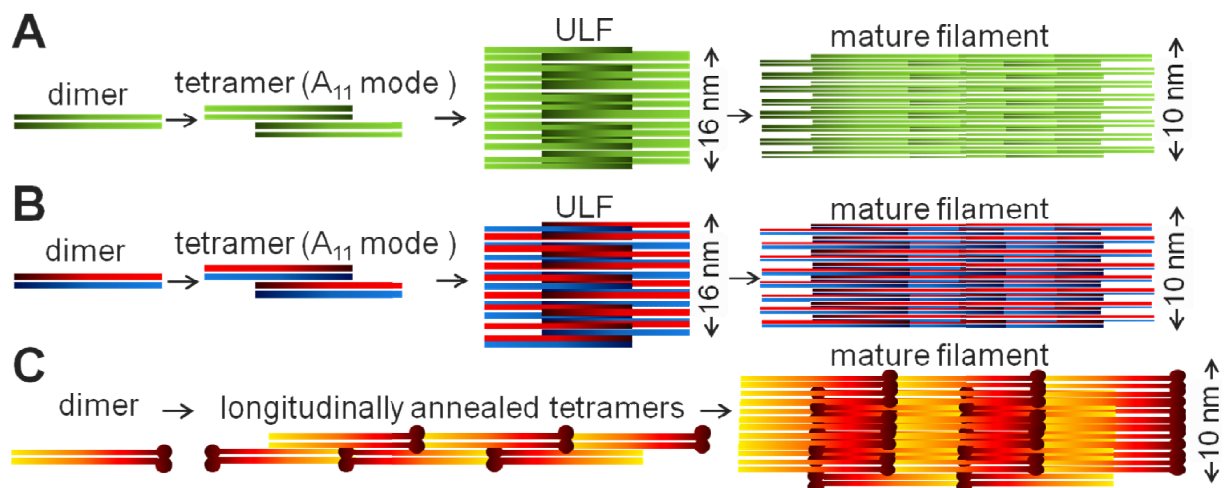 A
dimer
tetramer (A₁₁ mode )
ULF
16 nm
mature filament
10 nm
B
dimer
tetramer (A₁₁ mode )
ULF
16 nm
mature filament
10 nm
C
dimer
longitudinally annealed tetramers
mature filament
10 nm